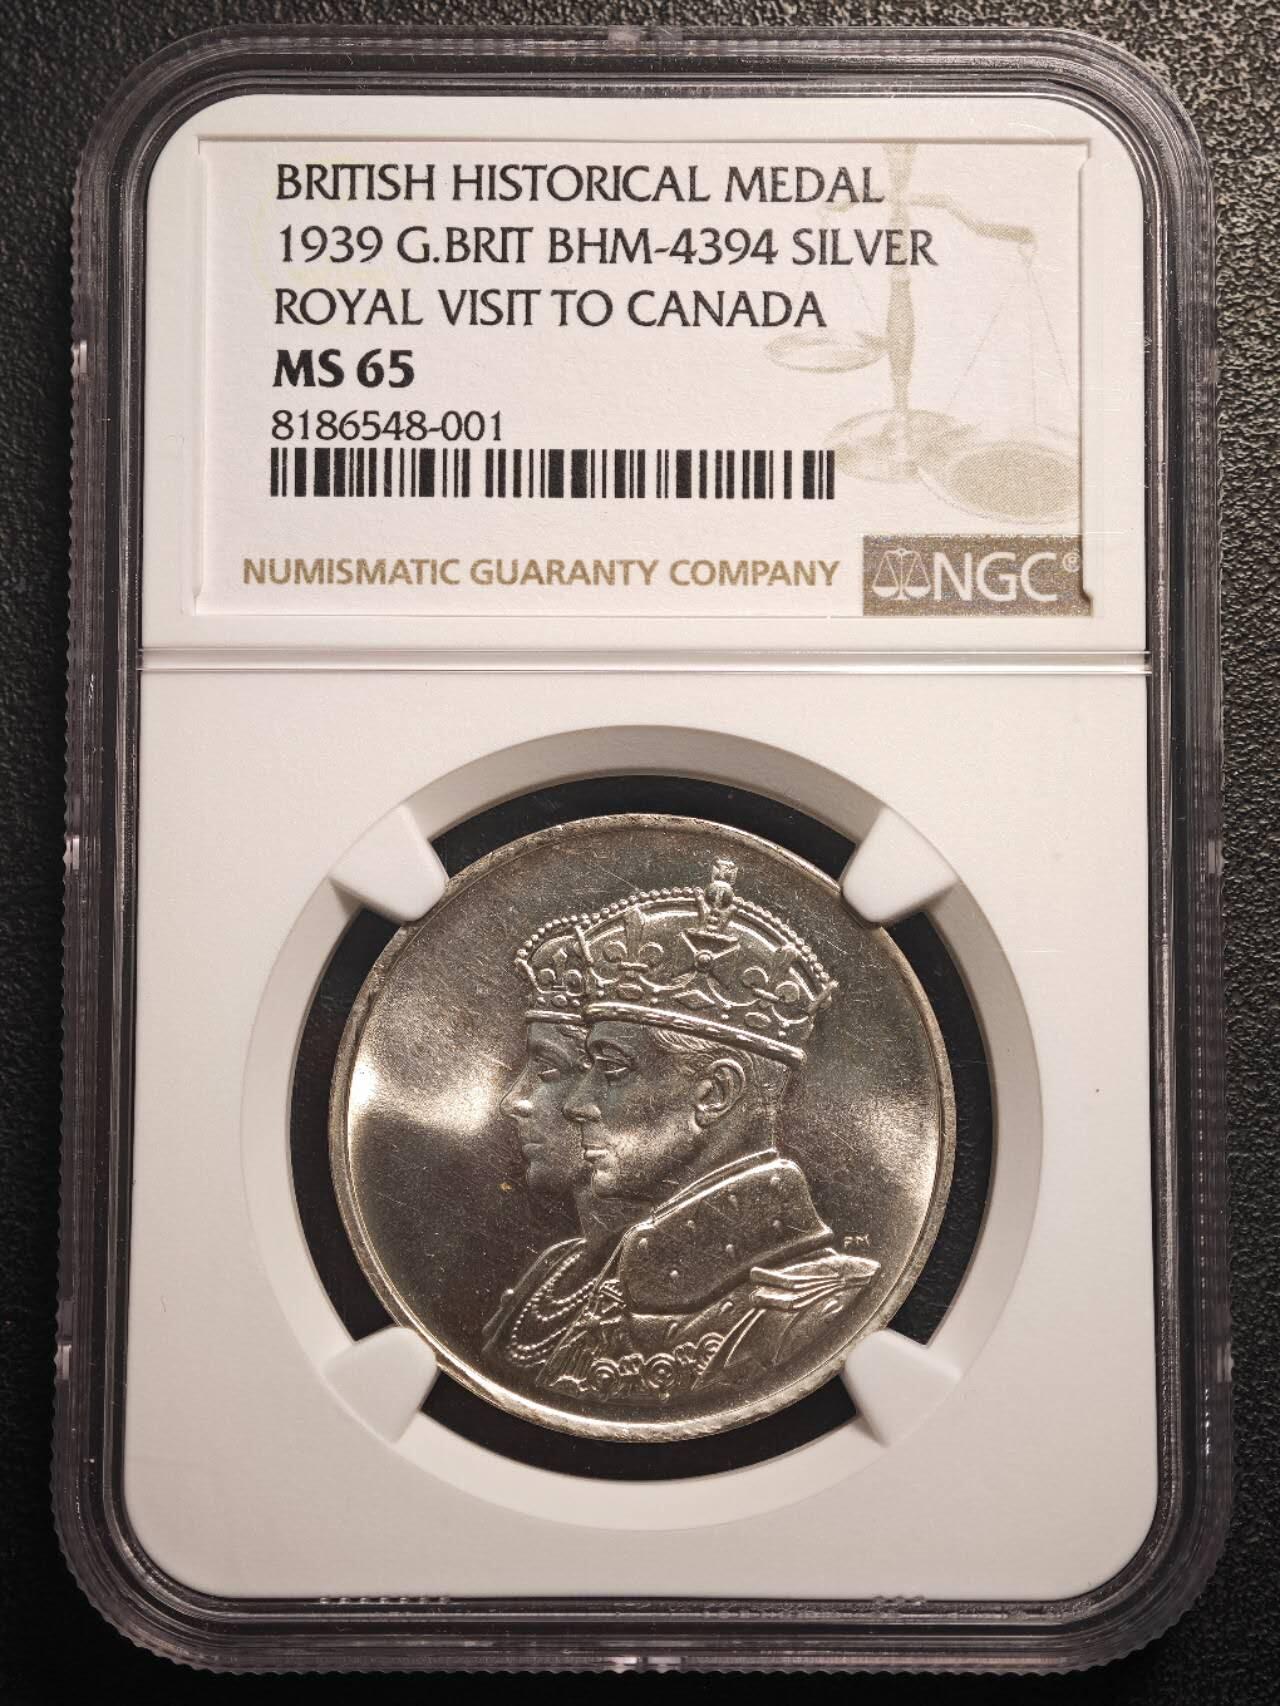 BRITISH HISTORICAL MEDAL
1939 G.BRIT BHM-4394 SILVER
ROYAL VISIT TO CANADA
MS 65
8186548-001
NUMISMATIC GUARANTY COMPANY
NGC®
PM